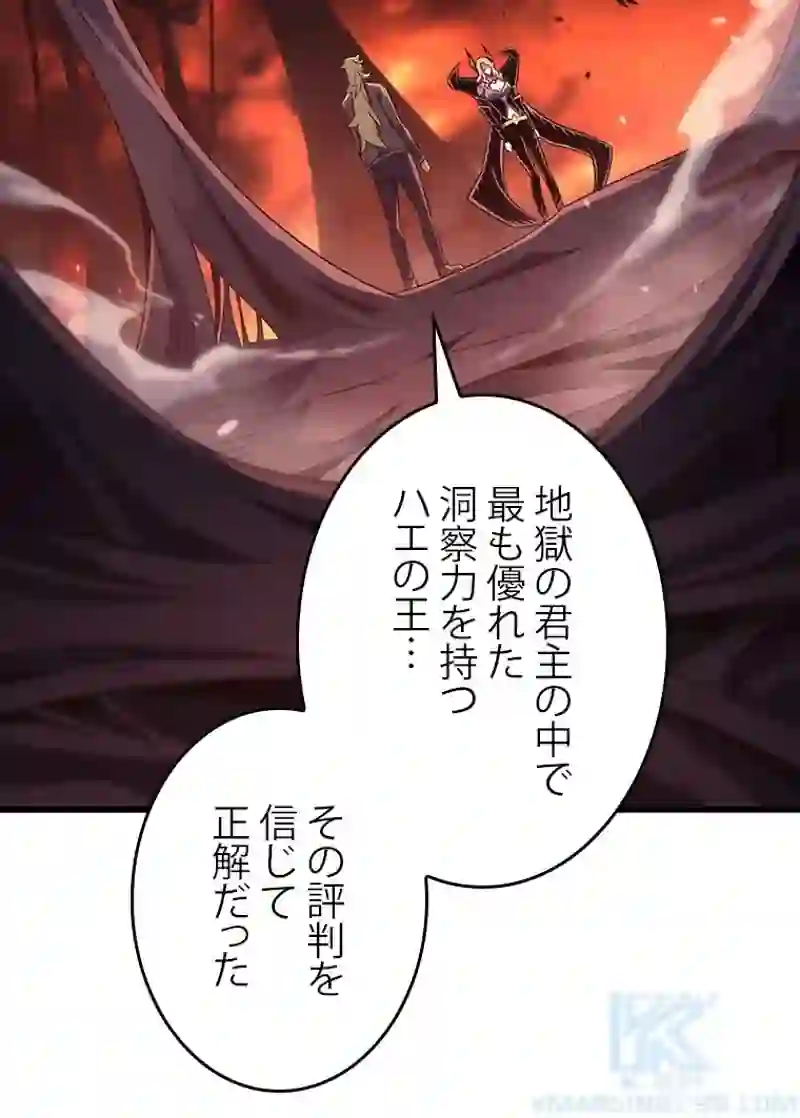 地獄の君主の中で
最も優れた
洞察力を持つ
ハエの王…
その評判を
信じて
正解だった